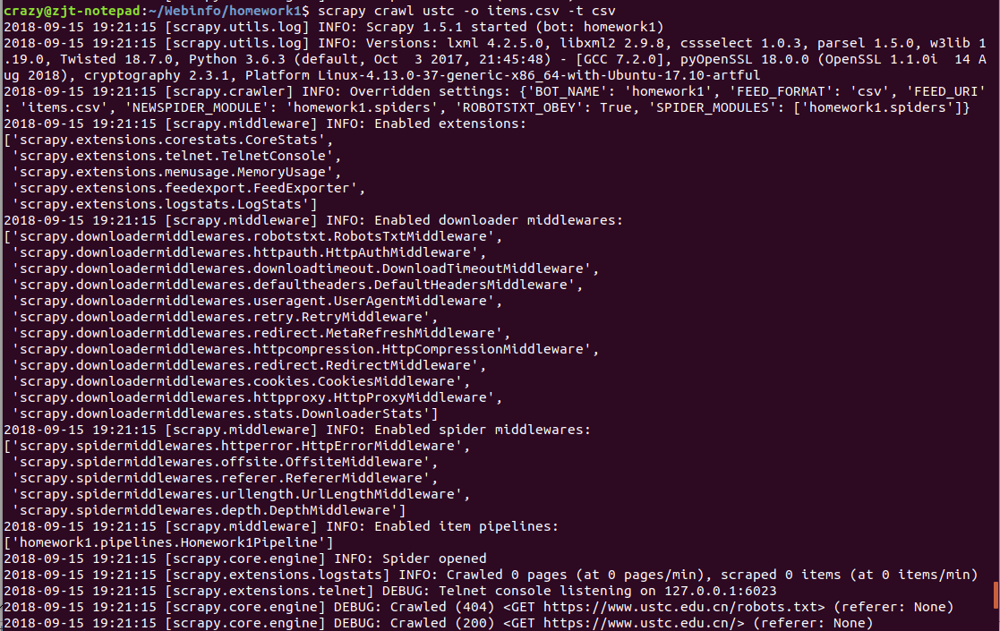 crazy@zjt-notepad:~/Webinfo/homework1$ scrapy crawl ustc -o items.csv -t csv
2018-09-15 19:21:15 [scrapy.utils.log] INFO: Scrapy 1.5.1 started (bot: homework1)
2018-09-15 19:21:15 [scrapy.utils.log] INFO: Versions: lxml 4.2.5.0, libxml2 2.9.8, cssselect 1.0.3, parsel 1.5.0, w3lib 1
.19.0, Twisted 18.7.0, Python 3.6.3 (default, Oct  3 2017, 21:45:48) - [GCC 7.2.0], pyOpenSSL 18.0.0 (OpenSSL 1.1.0i  14 A
ug 2018), cryptography 2.3.1, Platform Linux-4.13.0-37-generic-x86_64-with-Ubuntu-17.10-artful
2018-09-15 19:21:15 [scrapy.crawler] INFO: Overridden settings: {'BOT_NAME': 'homework1', 'FEED_FORMAT': 'csv', 'FEED_URI'
: 'items.csv', 'NEWSPIDER_MODULE': 'homework1.spiders', 'ROBOTSTXT_OBEY': True, 'SPIDER_MODULES': ['homework1.spiders']}
2018-09-15 19:21:15 [scrapy.middleware] INFO: Enabled extensions:
['scrapy.extensions.corestats.CoreStats',
 'scrapy.extensions.telnet.TelnetConsole',
 'scrapy.extensions.memusage.MemoryUsage',
 'scrapy.extensions.feedexport.FeedExporter',
 'scrapy.extensions.logstats.LogStats']
2018-09-15 19:21:15 [scrapy.middleware] INFO: Enabled downloader middlewares:
['scrapy.downloadermiddlewares.robotstxt.RobotsTxtMiddleware',
 'scrapy.downloadermiddlewares.httpauth.HttpAuthMiddleware',
 'scrapy.downloadermiddlewares.downloadtimeout.DownloadTimeoutMiddleware',
 'scrapy.downloadermiddlewares.defaultheaders.DefaultHeadersMiddleware',
 'scrapy.downloadermiddlewares.useragent.UserAgentMiddleware',
 'scrapy.downloadermiddlewares.retry.RetryMiddleware',
 'scrapy.downloadermiddlewares.redirect.MetaRefreshMiddleware',
 'scrapy.downloadermiddlewares.httpcompression.HttpCompressionMiddleware',
 'scrapy.downloadermiddlewares.redirect.RedirectMiddleware',
 'scrapy.downloadermiddlewares.cookies.CookiesMiddleware',
 'scrapy.downloadermiddlewares.httpproxy.HttpProxyMiddleware',
 'scrapy.downloadermiddlewares.stats.DownloaderStats']
2018-09-15 19:21:15 [scrapy.middleware] INFO: Enabled spider middlewares:
['scrapy.spidermiddlewares.httperror.HttpErrorMiddleware',
 'scrapy.spidermiddlewares.offsite.OffsiteMiddleware',
 'scrapy.spidermiddlewares.referer.RefererMiddleware',
 'scrapy.spidermiddlewares.urllength.UrlLengthMiddleware',
 'scrapy.spidermiddlewares.depth.DepthMiddleware']
2018-09-15 19:21:15 [scrapy.middleware] INFO: Enabled item pipelines:
['homework1.pipelines.Homework1Pipeline']
2018-09-15 19:21:15 [scrapy.core.engine] INFO: Spider opened
2018-09-15 19:21:15 [scrapy.extensions.logstats] INFO: Crawled 0 pages (at 0 pages/min), scraped 0 items (at 0 items/min)
2018-09-15 19:21:15 [scrapy.extensions.telnet] DEBUG: Telnet console listening on 127.0.0.1:6023
2018-09-15 19:21:15 [scrapy.core.engine] DEBUG: Crawled (404) <GET https://www.ustc.edu.cn/robots.txt> (referer: None)
2018-09-15 19:21:15 [scrapy.core.engine] DEBUG: Crawled (200) <GET https://www.ustc.edu.cn/> (referer: None)